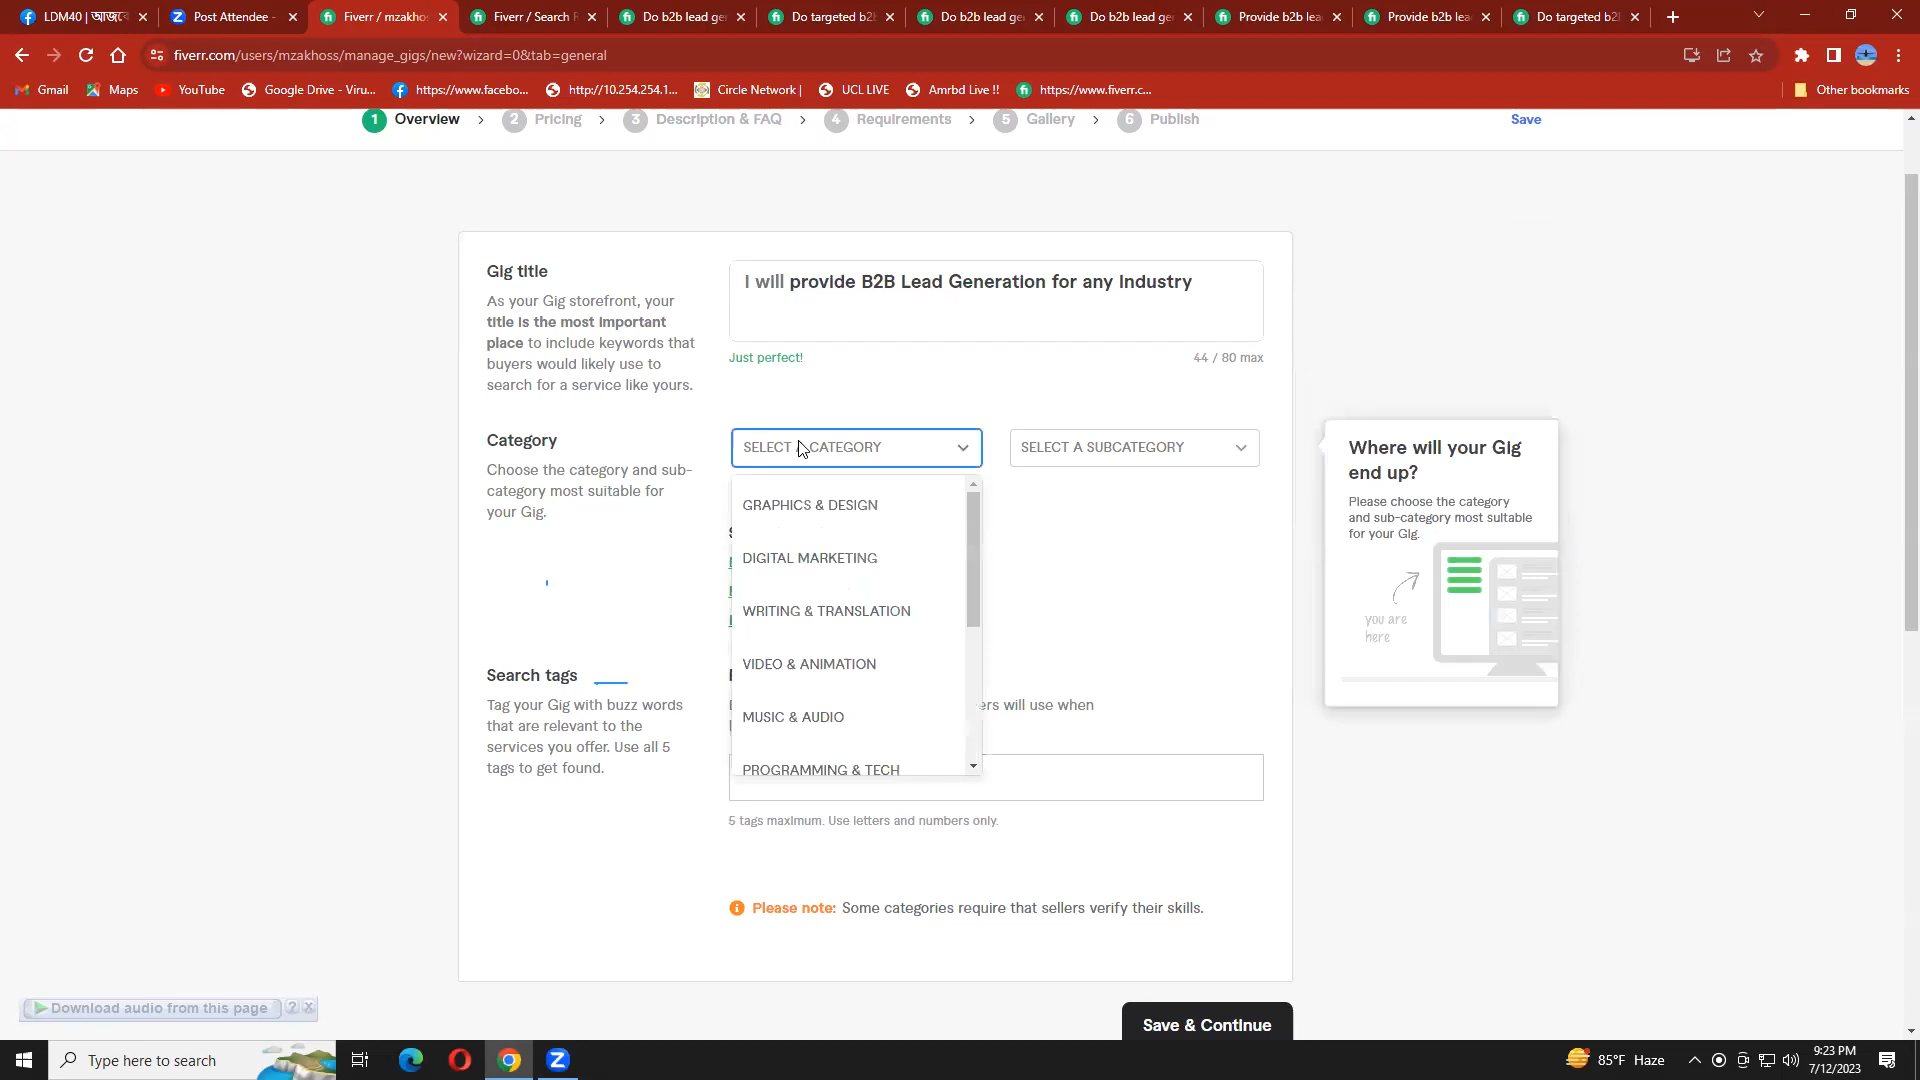 LDM40 | আজকে
Post Attendee -
Fiverr / mzakhos
Fiverr / Search R
Do b2b lead ge
Do targeted b2b
Do b2b lead ge
Do b2b lead ge
Provide b2b lea
Provide b2b lea
Do targeted b2b
fiverr.com/users/mzakhoss/manage_gigs/new?wizard=0&tab=general
Gmail
Maps
YouTube
Google Drive - Viru...
https://www.facebo...
http://10.254.254.1...
Circle Network |
UCL LIVE
Amrbd Live !!
https://www.fiverr.c...
Other bookmarks
1 Overview
2 Pricing
3 Description & FAQ
4 Requirements
5 Gallery
6 Publish
Save
Gig title
As your Gig storefront, your
title is the most important
place to include keywords that
buyers would likely use to
search for a service like yours.
I will provide B2B Lead Generation for any Industry
Just perfect!
44 / 80 max
Category
Choose the category and sub-
category most suitable for
your Gig.
SELECT A CATEGORY
SELECT A SUBCATEGORY
GRAPHICS & DESIGN
DIGITAL MARKETING
WRITING & TRANSLATION
VIDEO & ANIMATION
MUSIC & AUDIO
PROGRAMMING & TECH
Where will your Gig
end up?
Please choose the category
and sub-category most suitable
for your Gig.
you are
here
Search tags
Tag your Gig with buzz words
that are relevant to the
services you offer. Use all 5
tags to get found.
ers will use when
5 tags maximum. Use letters and numbers only.
Please note: Some categories require that sellers verify their skills.
Save & Continue
Download audio from this page
Type here to search
85°F Haze
9:23 PM
7/12/2023